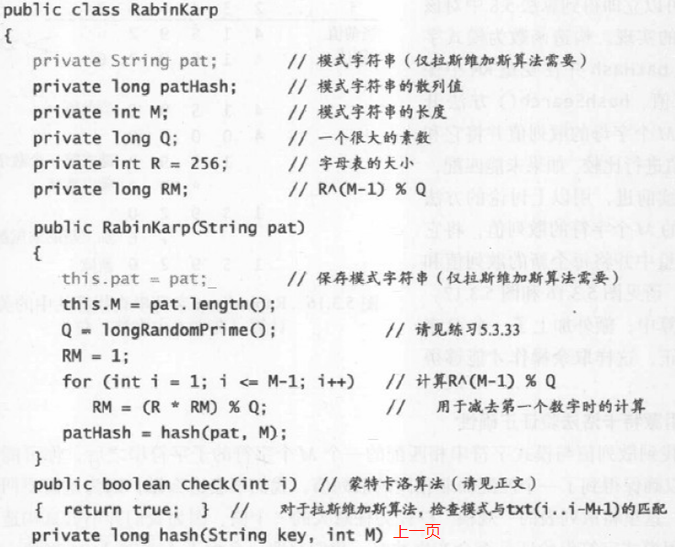 public class RabinKarp
{
private String pat; // 模式字符串（仅拉斯维加斯算法需要）
private long patHash; // 模式字符串的散列值
private int M; // 模式字符串的长度
private long Q; // 一个很大的素数
private int R = 256; // 字母表的大小
private long RM; // R^(M-1) % Q
public RabinKarp(String pat)
{
this.pat = pat; // 保存模式字符串（仅拉斯维加斯算法需要）
this.M = pat.length();
Q = longRandomPrime(); // 请见练习5.3.33
RM = 1;
for (int i = 1; i <= M-1; i++) // 计算R^(M-1) % Q
RM = (R * RM) % Q; // 用于减去第一个数字时的计算
patHash = hash(pat, M);
}
public boolean check(int i) // 蒙特卡洛算法（请见正文）
{ return true; } // 对于拉斯维加斯算法，检查模式与txt(i..i-M+1)的匹配
private long hash(String key, int M) 上一页